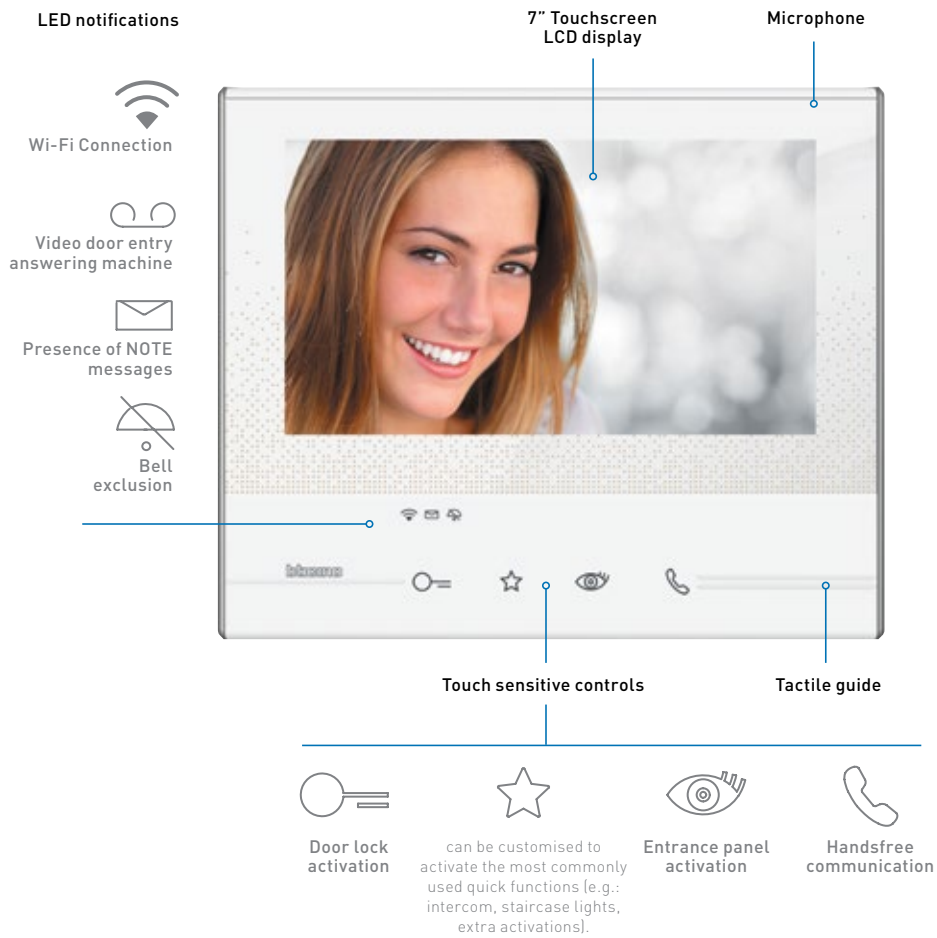 LED notifications
7” Touchscreen
LCD display
Microphone
Wi-Fi Connection
Video door entry
answering machine
Presence of NOTE
messages
Bell
exclusion
bticino
Touch sensitive controls
Tactile guide
Door lock
activation
can be customised to
activate the most commonly
used quick functions (e.g.:
intercom, staircase lights,
extra activations).
Entrance panel
activation
Handsfree
communication